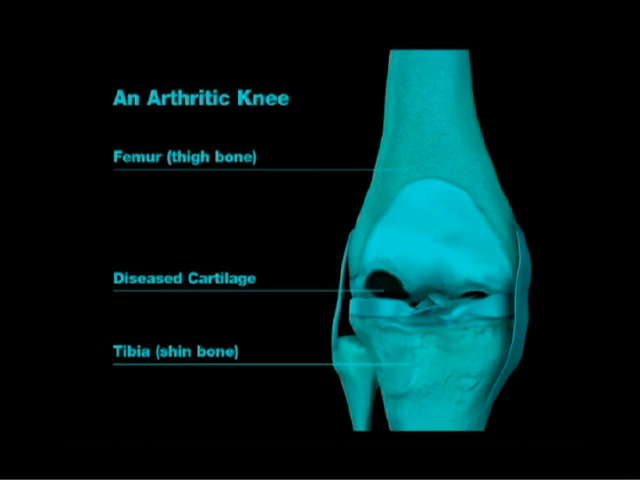 An Arthritic Knee
Femur (thigh bone)
Diseased Cartilage
Tibia (shin bone)